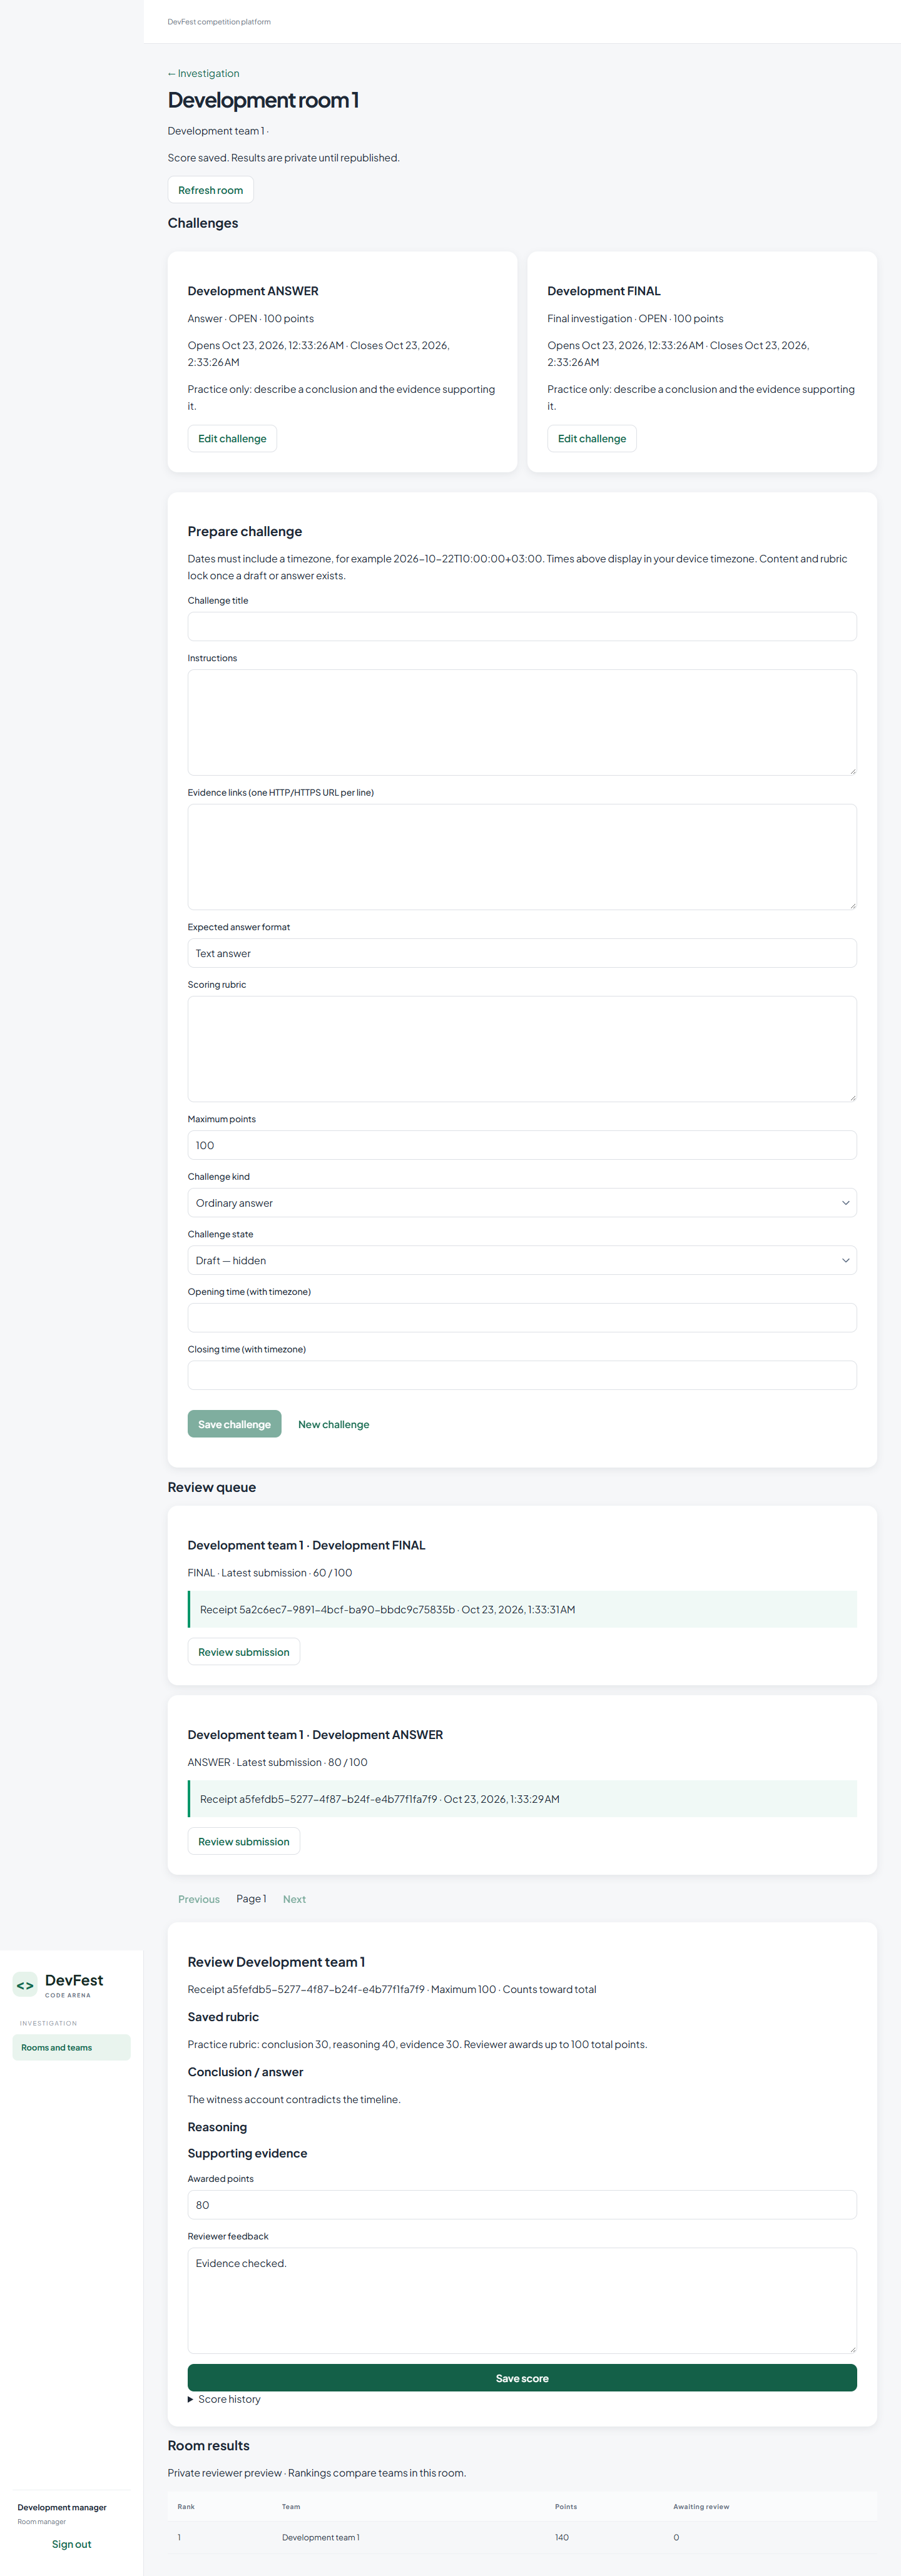 DevFest competition platform
← Investigation
Development room 1
Development team 1 ·
Score saved. Results are private until republished.
Refresh room
Challenges
Development ANSWER
Answer · OPEN · 100 points
Opens Oct 23, 2026, 12:33:26 AM · Closes Oct 23, 2026,
2:33:26 AM
Practice only: describe a conclusion and the evidence supporting
it.
Edit challenge
Development FINAL
Final investigation · OPEN · 100 points
Opens Oct 23, 2026, 12:33:26 AM · Closes Oct 23, 2026,
2:33:26 AM
Practice only: describe a conclusion and the evidence supporting
it.
Edit challenge
Prepare challenge
Dates must include a timezone, for example 2026-10-22T10:00:00+03:00. Times above display in your device timezone. Content and rubric
lock once a draft or answer exists.
Challenge title
Instructions
Evidence links (one HTTP/HTTPS URL per line)
Expected answer format
Text answer
Scoring rubric
Maximum points
100
Challenge kind
Ordinary answer
Challenge state
Draft — hidden
Opening time (with timezone)
Closing time (with timezone)
Save challenge New challenge
Review queue
Development team 1 · Development FINAL
FINAL · Latest submission · 60 / 100
Receipt 5a2c6ec7-9891-4bcf-ba90-bbdc9c75835b · Oct 23, 2026, 1:33:31 AM
Review submission
Development team 1 · Development ANSWER
ANSWER · Latest submission · 80 / 100
Receipt a5fefdb5-5277-4f87-b24f-e4b77f1fa7f9 · Oct 23, 2026, 1:33:29 AM
Review submission
Previous Page 1 Next
Review Development team 1
Receipt a5fefdb5-5277-4f87-b24f-e4b77f1fa7f9 · Maximum 100 · Counts toward total
Saved rubric
Practice rubric: conclusion 30, reasoning 40, evidence 30. Reviewer awards up to 100 total points.
Conclusion / answer
The witness account contradicts the timeline.
Reasoning
Supporting evidence
Awarded points
80
Reviewer feedback
Evidence checked.
Save score
Score history
Room results
Private reviewer preview · Rankings compare teams in this room.
Rank Team Points Awaiting review
1 Development team 1 140 0
<> DevFest
CODE ARENA
INVESTIGATION
Rooms and teams
Development manager
Room manager
Sign out